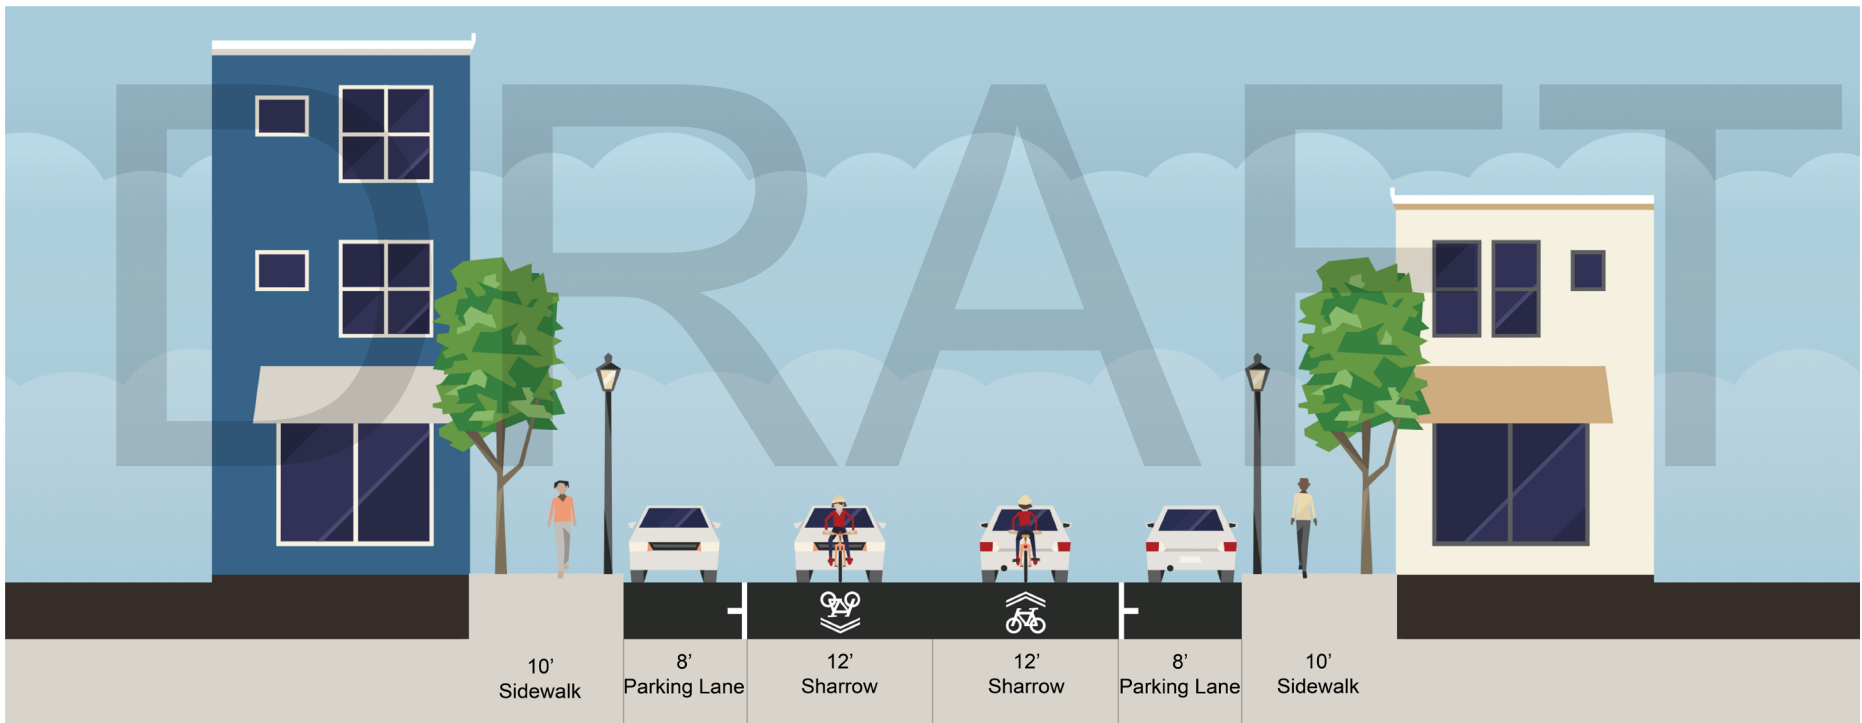 DRAFT
10’
Sidewalk
8’
Parking Lane
12’
Sharrow
12’
Sharrow
8’
Parking Lane
10’
Sidewalk